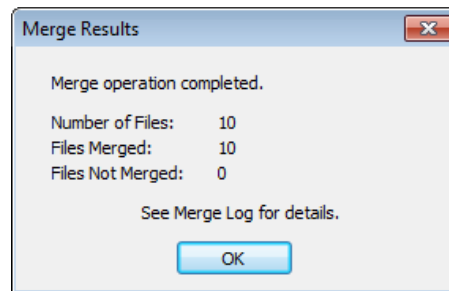 Merge Results
Merge operation completed.
Number of Files: 10
Files Merged: 10
Files Not Merged: 0
See Merge Log for details.
OK